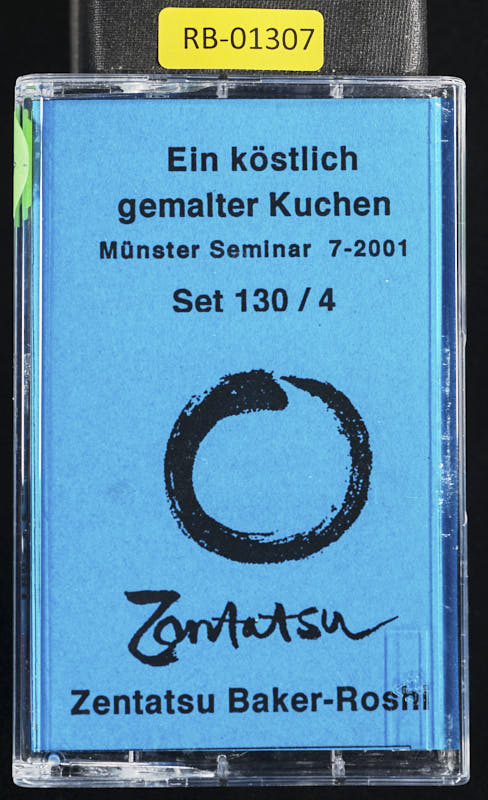 RB-01307
Ein köstlich
gemalter Kuchen
Münster Seminar 7-2001
Set 130 / 4
Zentatsu
Zentatsu Baker-Roshi